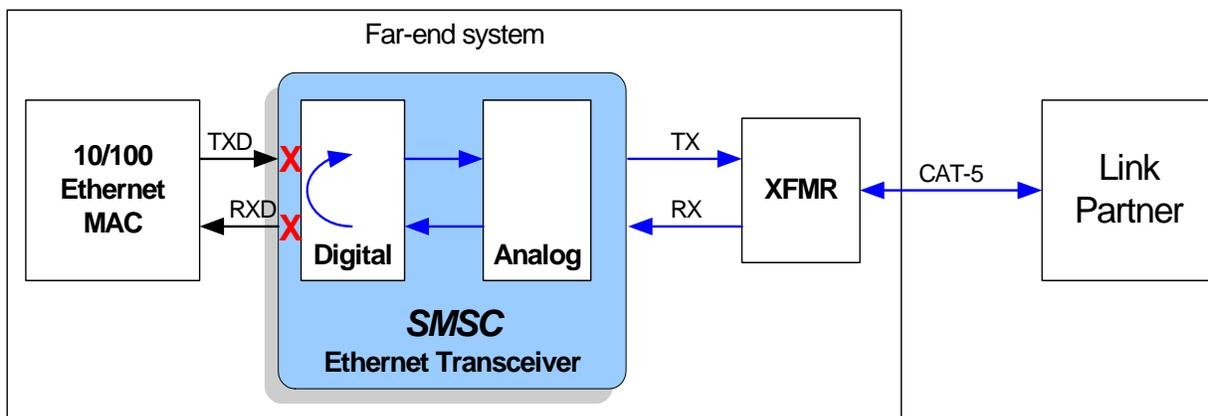 Far-end system
10/100
Ethernet
MAC
TXD
RXD
X
X
Digital
Analog
SMSC
Ethernet Transceiver
TX
RX
XFMR
CAT-5
Link
Partner